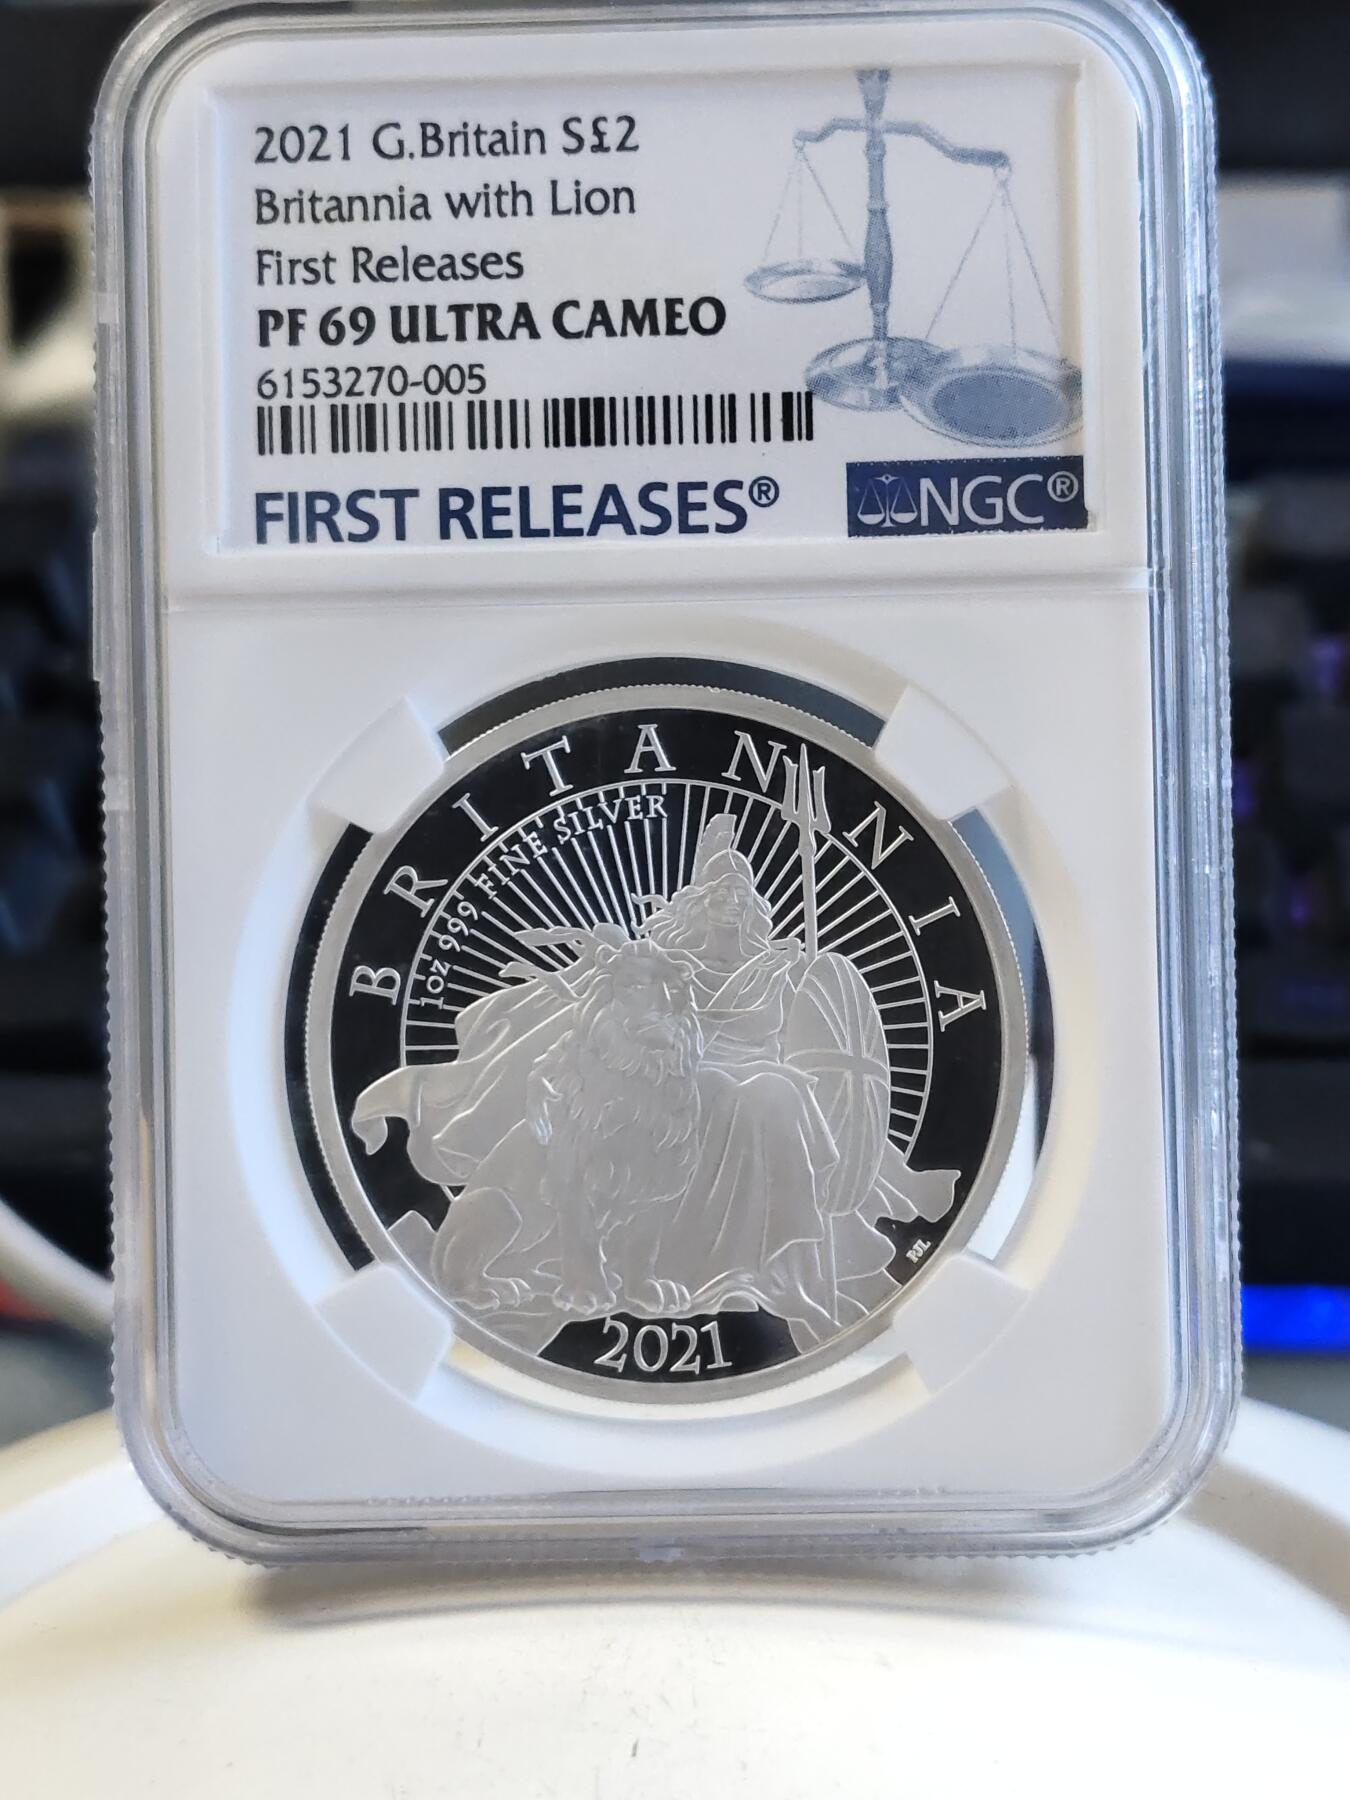 2021 G.Britain S£2
Britannia with Lion
First Releases
PF 69 ULTRA CAMEO
6153270-005
FIRST RELEASES®
NGC®
BRITANNIA
1oz 999 FINE SILVER
PJL
2021